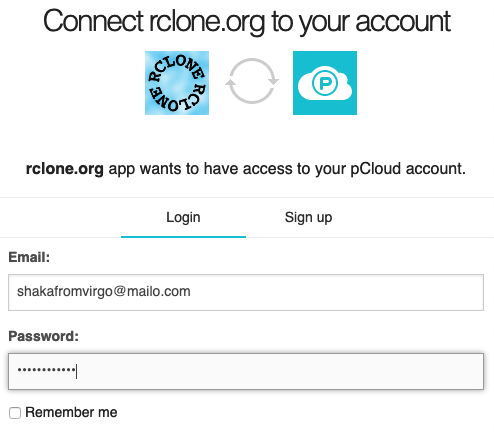 Connect rclone.org to your account
RCLONE RCLONE
P
rclone.org app wants to have access to your pCloud account.
Login Sign up
Email:
shakafromvirgo@mailo.com
Password:
••••••••••••
Remember me